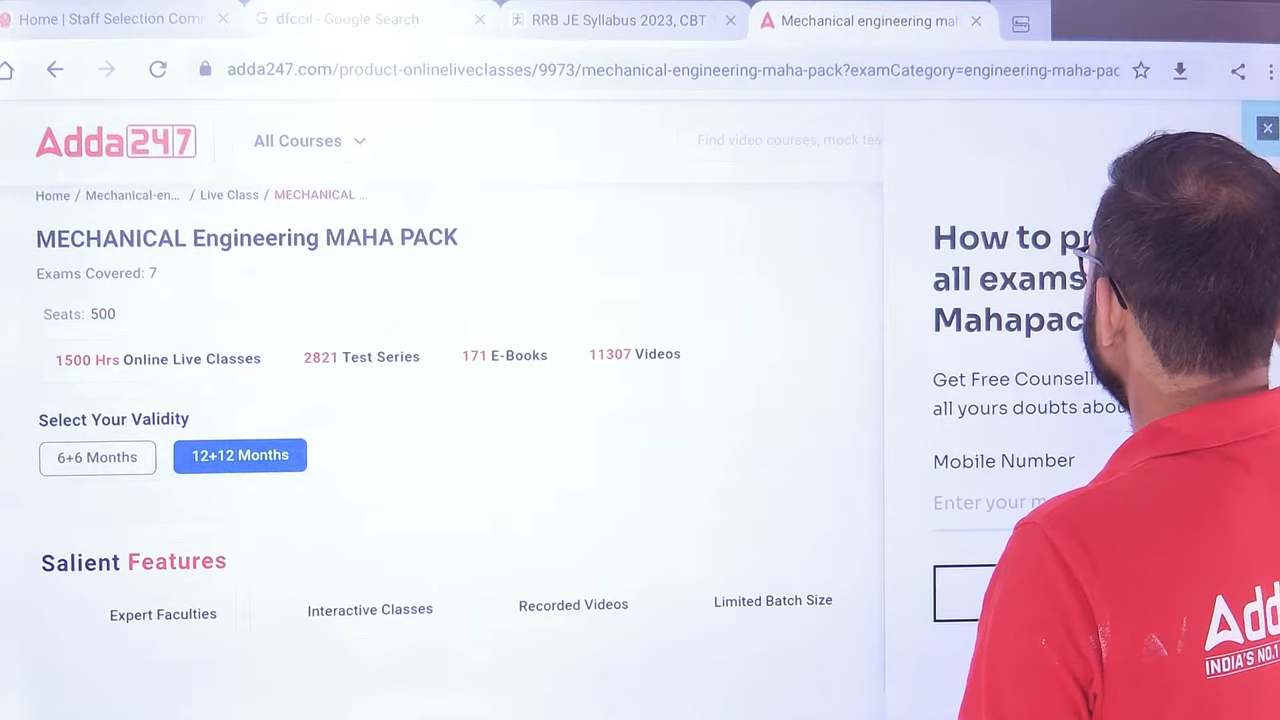 Home | Staff Selection Com
dfccil - Google Search
RRB JE Syllabus 2023, CBT
Mechanical engineering ma
adda247.com/product-onlineliveclasses/9973/mechanical-engineering-maha-pack?examCategory=engineering-maha-pac
Adda247
All Courses
Find video courses, mock tes
Home / Mechanical-en... / Live Class / MECHANICAL ...
MECHANICAL Engineering MAHA PACK
Exams Covered: 7
Seats: 500
1500 Hrs Online Live Classes
2821 Test Series
171 E-Books
11307 Videos
Select Your Validity
6+6 Months
12+12 Months
Salient Features
Expert Faculties
Interactive Classes
Recorded Videos
Limited Batch Size
How to pr
all exams
Mahapac
Get Free Counseli
all yours doubts abou
Mobile Number
Enter your m
Add
INDIA'S NO.1